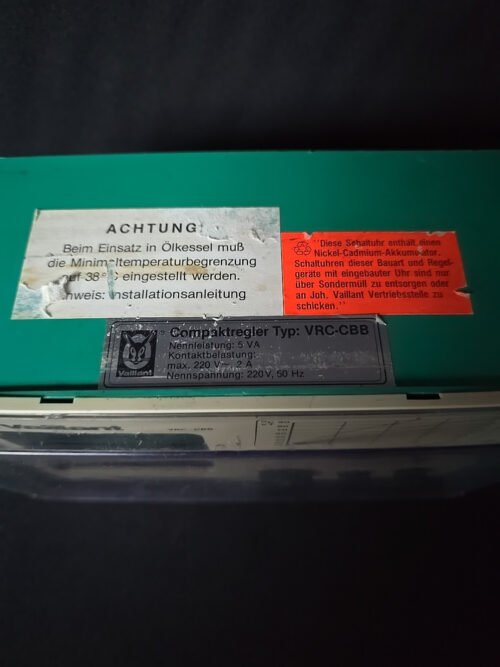 ACHTUNG!
Beim Einsatz in Ölkessel muß
die Minimaltemperaturbegrenzung
auf 38°C eingestellt werden.
Hinweis: Installationsanleitung
"Diese Schaltuhr enthält einen
Nickel-Cadmium-Akkumulator.
Schaltuhren dieser Bauart und Regel-
geräte mit eingebauter Uhr sind nur
über Sondermüll zu entsorgen oder
an Joh. Vaillant Vertriebsstelle zu
schicken."
Compaktregler Typ: VRC-CBB
Nennleistung: 5 VA
Kontaktbelastung:
max. 220 V~ 2 A
Nennspannung: 220 V, 50 Hz
Vaillant
Vaillant
VRC-CBB